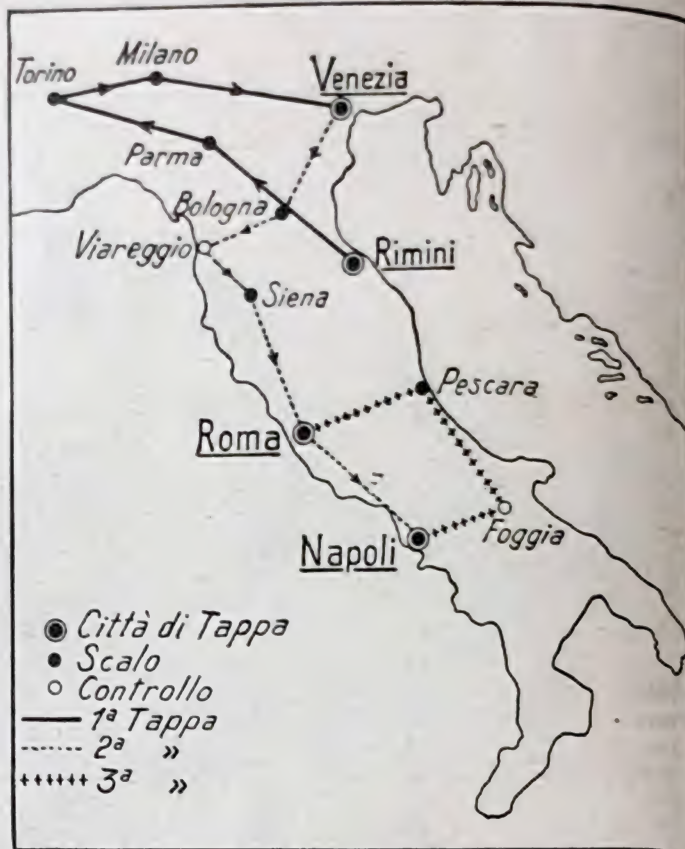 Milano
Torino
Venezia
Parma
Bologna
Viareggio
Rimini
Siena
Pescara
Roma
Foggia
Napoli
Città di Tappa
Scalo
Controllo
1ª Tappa
2ª »
3ª »